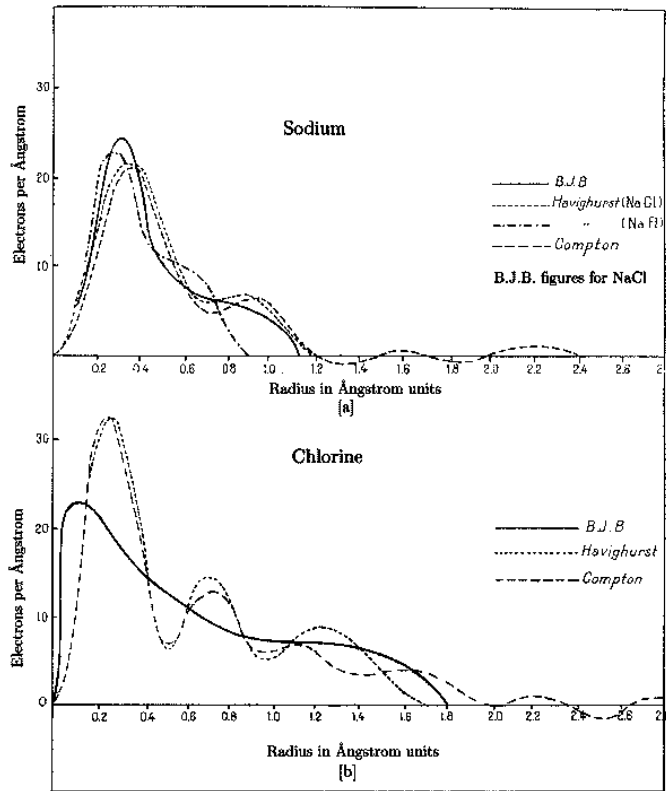 30
20
10
Electrons per Ångstrom
Sodium
B.J.B
Havighurst (NaCl)
" (NaFl)
Compton
B.J.B. figures for NaCl
0.2 0.4 0.6 0.8 1.0 1.2 1.4 1.6 1.8 2.0 2.2 2.4 2.6 2.8
Radius in Ångstrom units
[a]
30
20
10
0
Electrons per Ångstrom
Chlorine
B.J.B
Havighurst
Compton
0.2 0.4 0.6 0.8 1.0 1.2 1.4 1.6 1.8 2.0 2.2 2.4 2.6 2.8
Radius in Ångstrom units
[b]